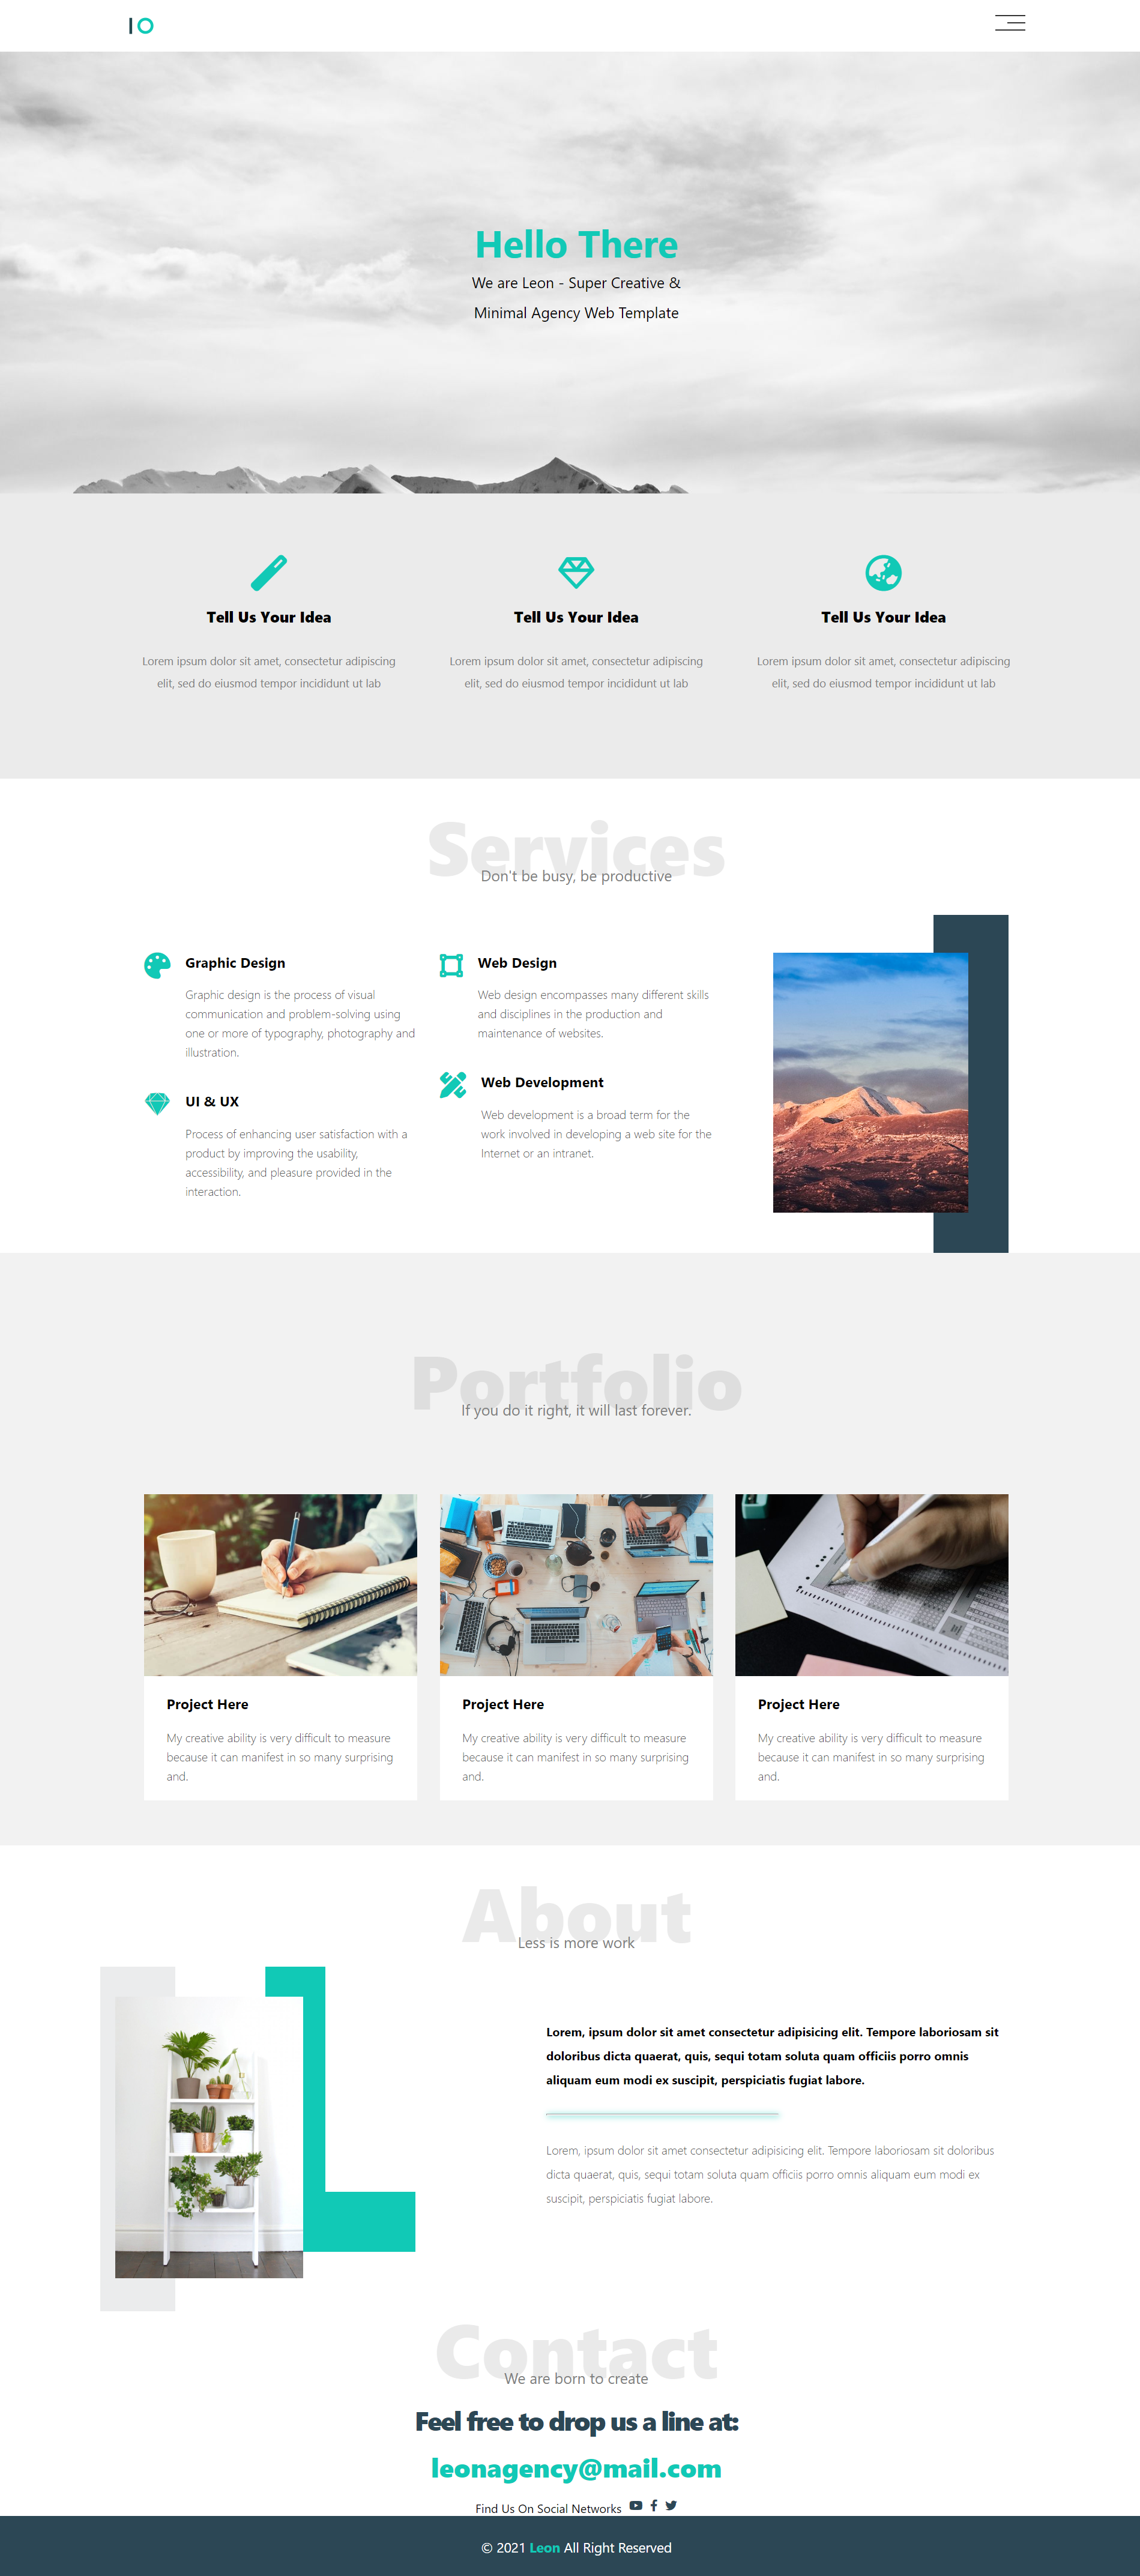 IO
Hello There
We are Leon - Super Creative &
Minimal Agency Web Template
Tell Us Your Idea
Lorem ipsum dolor sit amet, consectetur adipiscing
elit, sed do eiusmod tempor incididunt ut lab
Tell Us Your Idea
Lorem ipsum dolor sit amet, consectetur adipiscing
elit, sed do eiusmod tempor incididunt ut lab
Tell Us Your Idea
Lorem ipsum dolor sit amet, consectetur adipiscing
elit, sed do eiusmod tempor incididunt ut lab
Services
Don't be busy, be productive
Graphic Design
Graphic design is the process of visual
communication and problem-solving using
one or more of typography, photography and
illustration.
UI & UX
Process of enhancing user satisfaction with a
product by improving the usability,
accessibility, and pleasure provided in the
interaction.
Web Design
Web design encompasses many different skills
and disciplines in the production and
maintenance of websites.
Web Development
Web development is a broad term for the
work involved in developing a web site for the
Internet or an intranet.
Portfolio
If you do it right, it will last forever.
Project Here
My creative ability is very difficult to measure
because it can manifest in so many surprising
and.
Project Here
My creative ability is very difficult to measure
because it can manifest in so many surprising
and.
Project Here
My creative ability is very difficult to measure
because it can manifest in so many surprising
and.
About
Less is more work
Lorem, ipsum dolor sit amet consectetur adipisicing elit. Tempore laboriosam sit
doloribus dicta quaerat, quis, sequi totam soluta quam officiis porro omnis
aliquam eum modi ex suscipit, perspiciatis fugiat labore.
Lorem, ipsum dolor sit amet consectetur adipisicing elit. Tempore laboriosam sit doloribus
dicta quaerat, quis, sequi totam soluta quam officiis porro omnis aliquam eum modi ex
suscipit, perspiciatis fugiat labore.
Contact
We are born to create
Feel free to drop us a line at:
leonagency@mail.com
Find Us On Social Networks
© 2021 Leon All Right Reserved